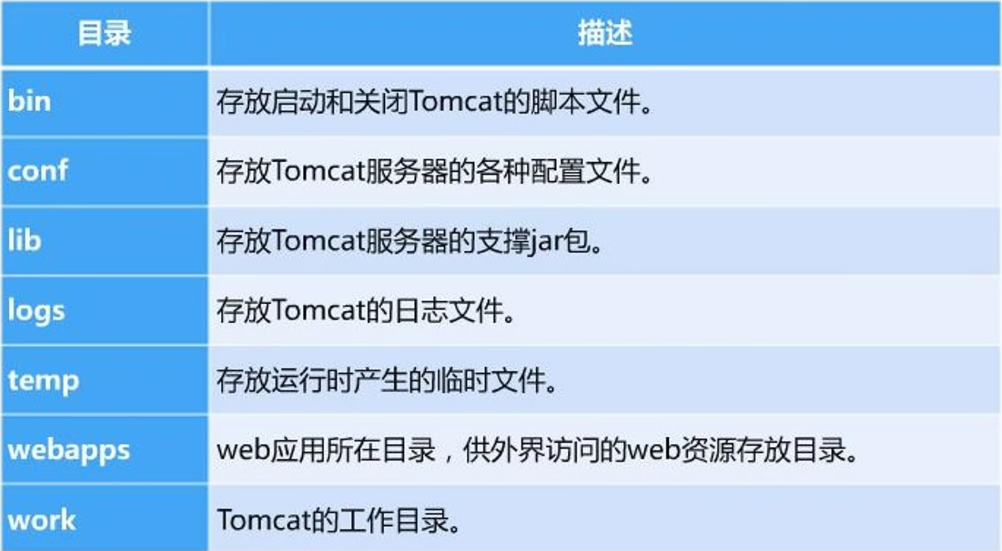 目录 描述
bin 存放启动和关闭Tomcat的脚本文件。
conf 存放Tomcat服务器的各种配置文件。
lib 存放Tomcat服务器的支撑jar包。
logs 存放Tomcat的日志文件。
temp 存放运行时产生的临时文件。
webapps web应用所在目录，供外界访问的web资源存放目录。
work Tomcat的工作目录。